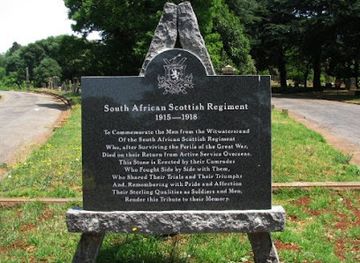 South African Scottish Regiment
1915—1918
To Commemorate the Men from the Witwatersrand
Of the South African Scottish Regiment
Who, after Surviving the Perils of the Great War,
Died on their Return from Active Service Overseas.
This Stone is Erected by their Comrades
Who Fought Side by Side with Them,
Who Shared Their Trials and Their Triumphs
And, Remembering with Pride and Affection
Their Sterling Qualities as Soldiers and Men,
Render this Tribute to their Memory.